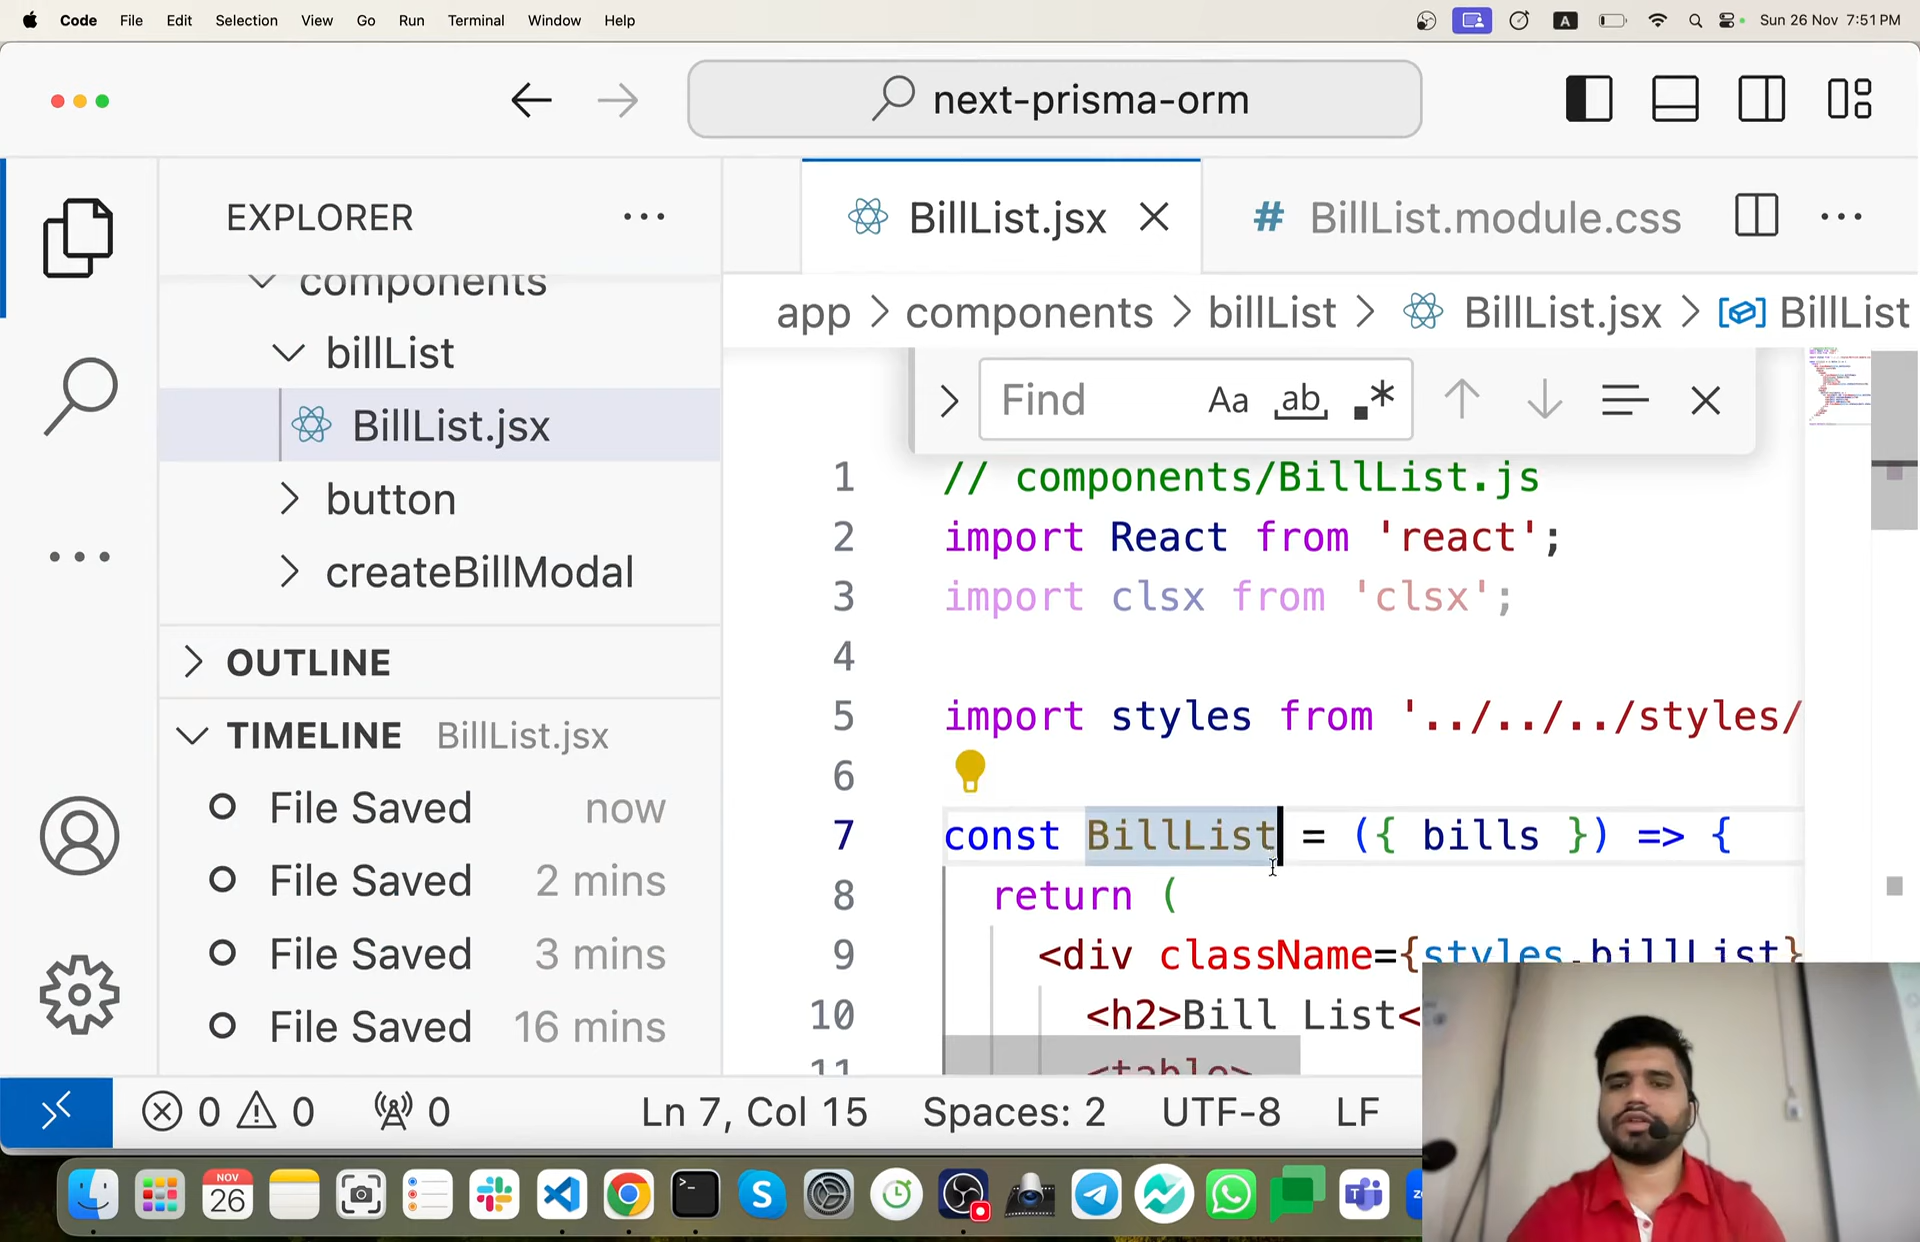 Code File Edit Selection View Go Run Terminal Window Help A Sun 26 Nov 7:51 PM
next-prisma-orm
EXPLORER
BillList.jsx
# BillList.module.css
components
billList
BillList.jsx
button
createBillModal
OUTLINE
TIMELINE BillList.jsx
File Saved now
File Saved 2 mins
File Saved 3 mins
File Saved 16 mins
app > components > billList > BillList.jsx > BillList
Find Aa ab .*
1 // components/BillList.js
2 import React from 'react';
3 import clsx from 'clsx';
4
5 import styles from '../../../styles/
6
7 const BillList = ({ bills }) => {
8 return (
9 <div className={styles.billList}
10 <h2>Bill List<
11 <table>
0 0 0 Ln 7, Col 15 Spaces: 2 UTF-8 LF
NOV
26
S
T